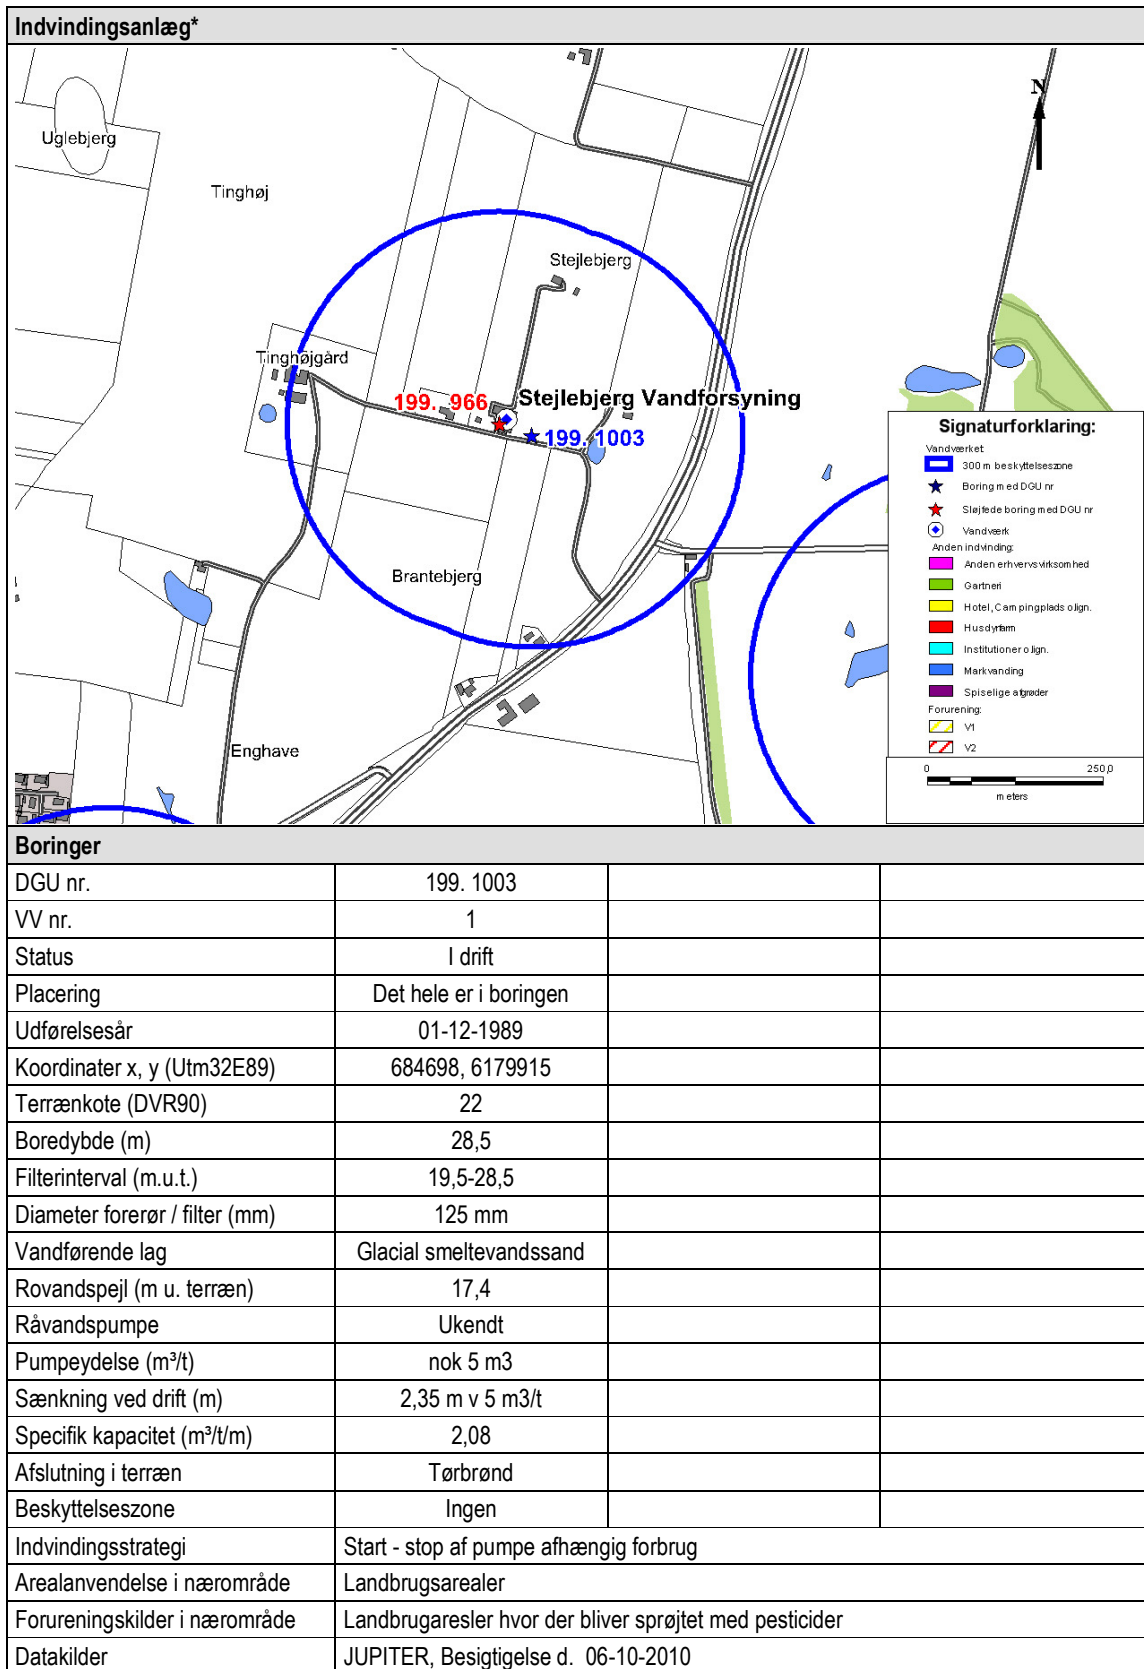 Indvindingsanlæg*
N
Uglebjerg
Tinghøj
Stejlebjerg
Tinghøjgård
199. 966
Stejlebjerg Vandforsyning
199. 1003
Brantebjerg
Enghave
Signaturforklaring:
Vandværket
300 m beskyttelseszone
Boring med DGU nr
Sløjfede boring med DGU nr
Vandværk
Anden indvinding:
Anden erhvervsvirksomhed
Gartneri
Hotel, Campingplads olign.
Husdyrfarm
Institutioner olign.
Markvanding
Spiselige afgrøder
Forurening:
V1
V2
0 250,0
meters
Boringer
DGU nr. 199. 1003
VV nr. 1
Status I drift
Placering Det hele er i boringen
Udførelsesår 01-12-1989
Koordinater x, y (Utm32E89) 684698, 6179915
Terrænkote (DVR90) 22
Boredybde (m) 28,5
Filterinterval (m.u.t.) 19,5-28,5
Diameter forerør / filter (mm) 125 mm
Vandførende lag Glacial smeltevandssand
Rovandspejl (m u. terræn) 17,4
Råvandspumpe Ukendt
Pumpeydelse (m³/t) nok 5 m3
Sænkning ved drift (m) 2,35 m v 5 m3/t
Specifik kapacitet (m³/t/m) 2,08
Afslutning i terræn Tørbrønd
Beskyttelseszone Ingen
Indvindingsstrategi Start - stop af pumpe afhængig forbrug
Arealanvendelse i nærområde Landbrugsarealer
Forureningskilder i nærområde Landbrugaresler hvor der bliver sprøjtet med pesticider
Datakilder JUPITER, Besigtigelse d. 06-10-2010